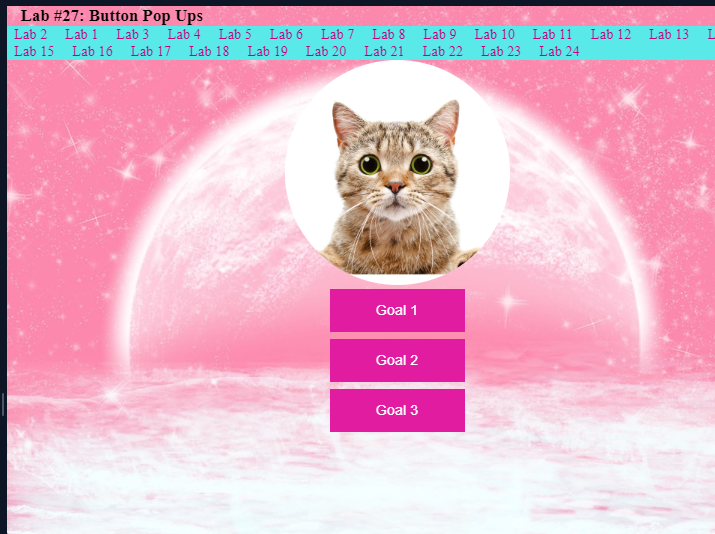 Lab #27: Button Pop Ups
Lab 2 Lab 1 Lab 3 Lab 4 Lab 5 Lab 6 Lab 7 Lab 8 Lab 9 Lab 10 Lab 11 Lab 12 Lab 13
Lab 15 Lab 16 Lab 17 Lab 18 Lab 19 Lab 20 Lab 21 Lab 22 Lab 23 Lab 24
Goal 1
Goal 2
Goal 3